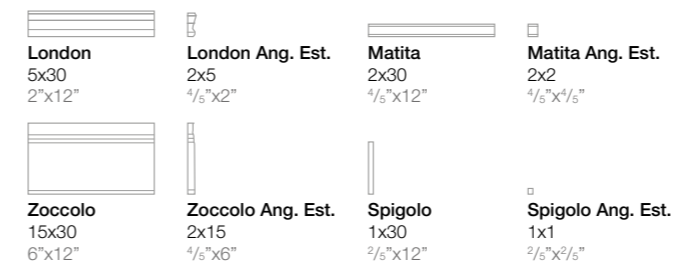 London
5x30
2”x12”
London Ang. Est.
2x5
⁴/₅”x2”
Matita
2x30
⁴/₅”x12”
Matita Ang. Est.
2x2
⁴/₅”x⁴/₅”
Zoccolo
15x30
6”x12”
Zoccolo Ang. Est.
2x15
⁴/₅”x6”
Spigolo
1x30
²/₅”x12”
Spigolo Ang. Est.
1x1
²/₅”x²/₅”